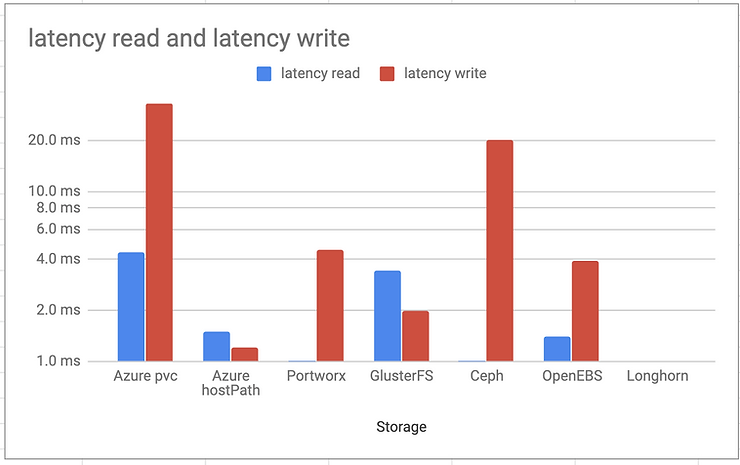 latency read and latency write
latency read
latency write
20.0 ms
10.0 ms
8.0 ms
6.0 ms
4.0 ms
2.0 ms
1.0 ms
Azure pvc
Azure
hostPath
Portworx
GlusterFS
Ceph
OpenEBS
Longhorn
Storage